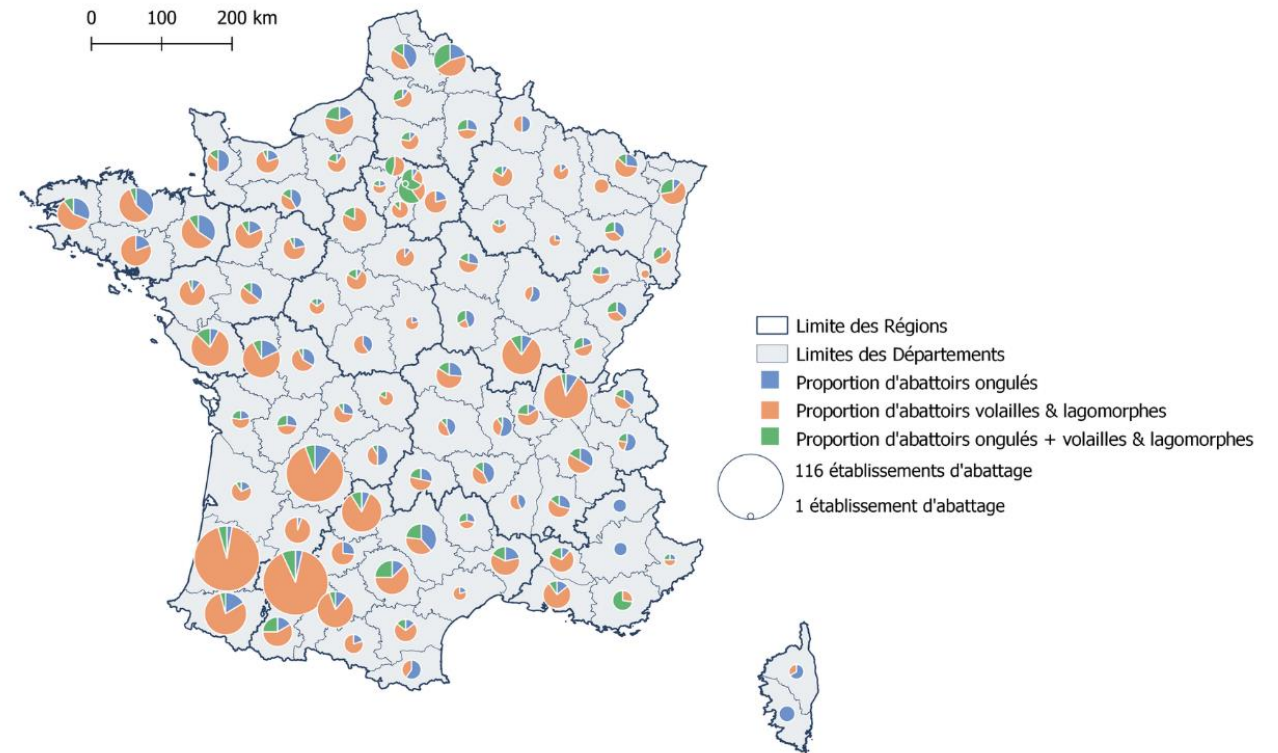 0 100 200 km
Limite des Régions
Limites des Départements
Proportion d'abattoirs ongulés
Proportion d'abattoirs volailles & lagomorphes
Proportion d'abattoirs ongulés + volailles & lagomorphes
116 établissements d'abattage
1 établissement d'abattage